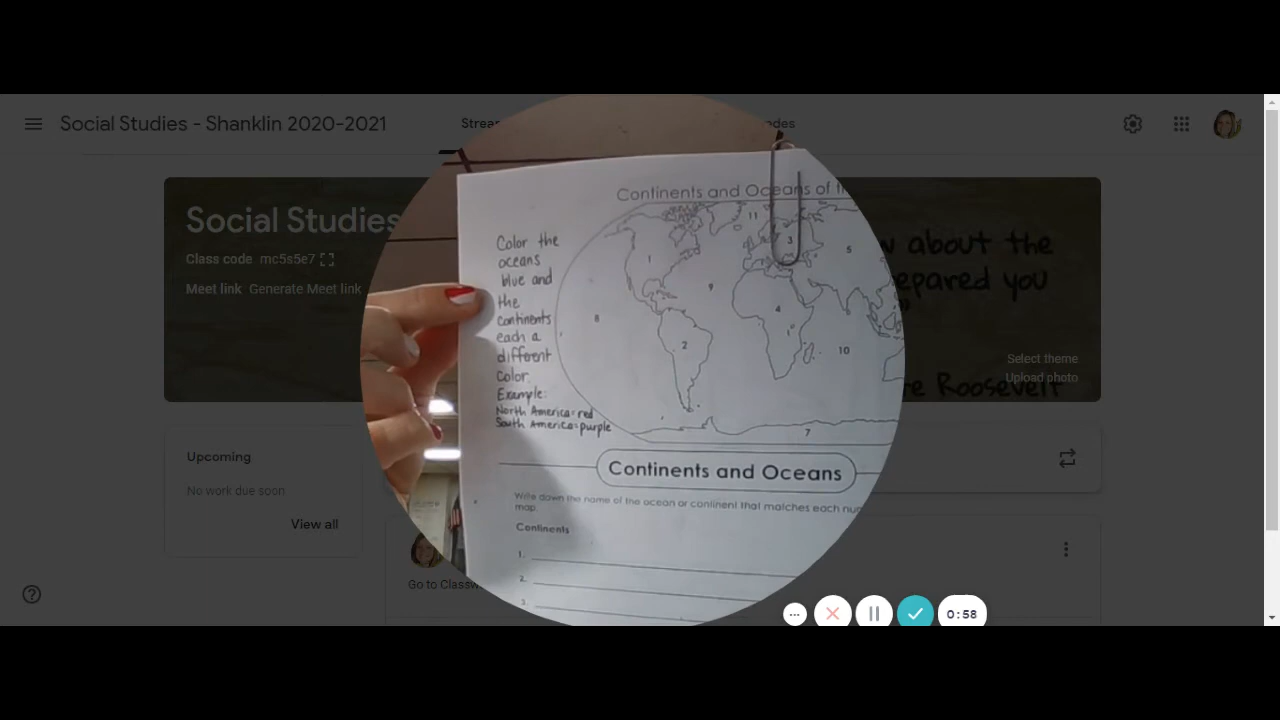 Social Studies - Shanklin 2020-2021
Social Studies
Class code mc5s5e7
Meet link Generate Meet link
about the
epared you
Select theme
Upload photo
re Roosevelt
Upcoming
No work due soon
View all
Continents and Oceans of
Color the
oceans
blue and
the
continents
each a
different
color.
Example:
North America=red
South America=purple
1
2
3
4
5
7
8
9
10
11
Continents and Oceans
Write down the name of the ocean or continent that matches each
map.
Continents
1.
2.
3.
Go to
0:58